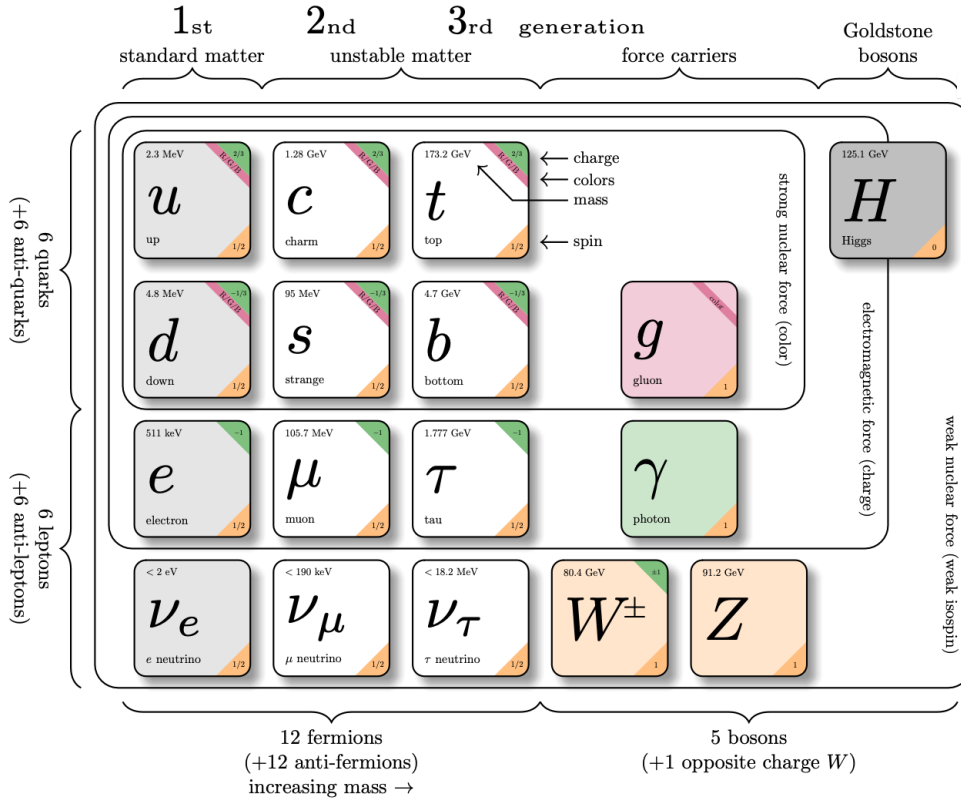 1st 2nd 3rd generation
standard matter unstable matter force carriers Goldstone
bosons
6 quarks
(+6 anti-quarks)
6 leptons
(+6 anti-leptons)
2.3 MeV R/G/B 2/3
u
up 1/2
1.28 GeV R/G/B 2/3
c
charm 1/2
173.2 GeV R/G/B 2/3
t
top 1/2
charge
colors
mass
spin
strong nuclear force (color)
125.1 GeV
H
Higgs 0
4.8 MeV R/G/B −1/3
d
down 1/2
95 MeV R/G/B −1/3
s
strange 1/2
4.7 GeV R/G/B −1/3
b
bottom 1/2
color
g
gluon 1
electromagnetic force (charge)
511 keV −1
e
electron 1/2
105.7 MeV −1
μ
muon 1/2
1.777 GeV −1
τ
tau 1/2
γ
photon 1
weak nuclear force (weak isospin)
< 2 eV
νe
e neutrino 1/2
< 190 keV
νμ
μ neutrino 1/2
< 18.2 MeV
ντ
τ neutrino 1/2
80.4 GeV ±1
W±
1
91.2 GeV
Z
1
12 fermions
(+12 anti-fermions)
increasing mass →
5 bosons
(+1 opposite charge W)